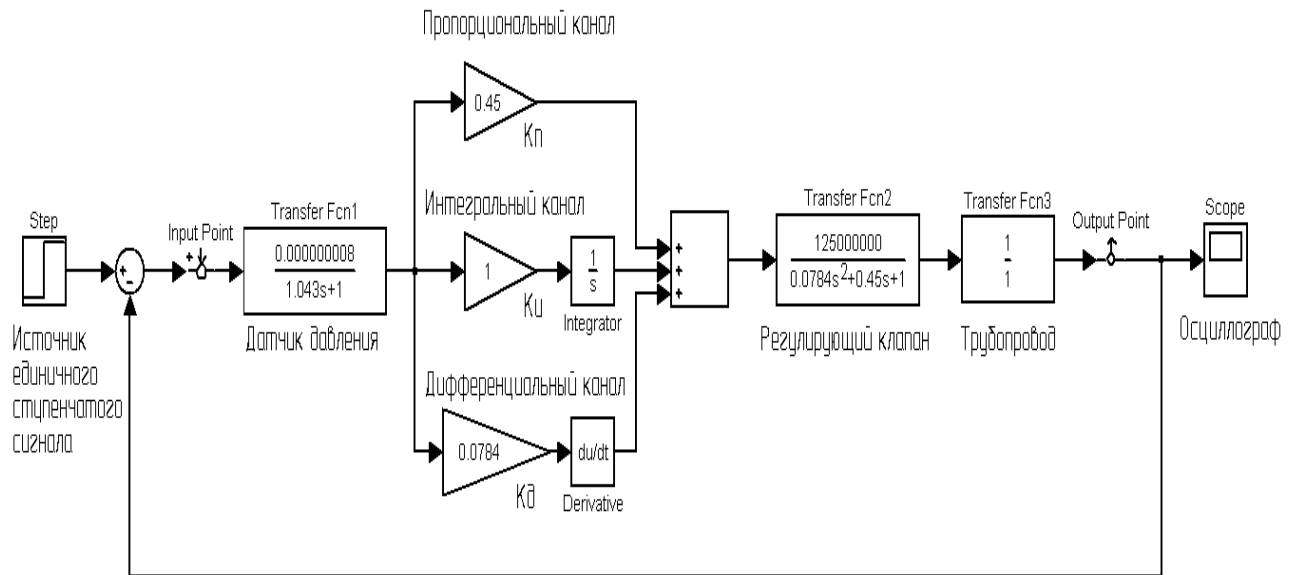 Пропорциональный канал
0.45
Кп
Step
Input Point
Transfer Fcn1
0.000000008
1.043s+1
Датчик давления
Интегральный канал
1
Ки
1
s
Integrator
+
+
+
Transfer Fcn2
125000000
0.0784s²+0.45s+1
Регулирующий клапан
Transfer Fcn3
1
1
Трубопровод
Output Point
Scope
Осциллограф
+
-
+
Источник
единичного
ступенчатого
сигнала
Дифференциальный канал
0.0784
Кд
du/dt
Derivative